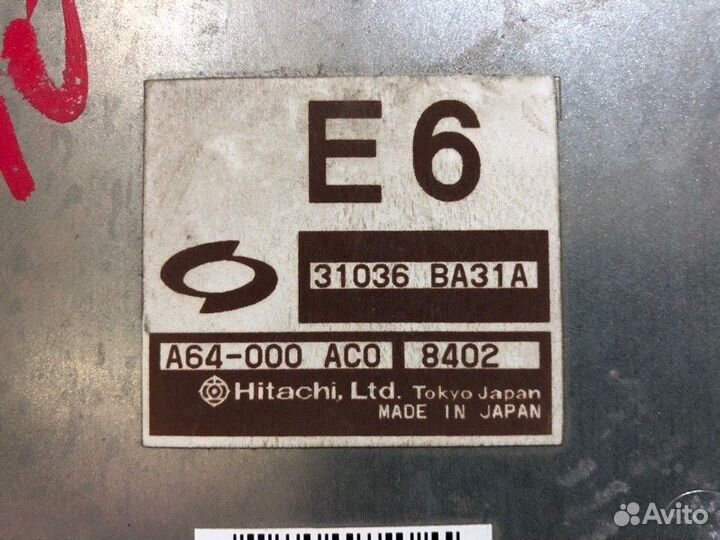 E6
31036 BA31A
A64-000 AC0 8402
Hitachi, Ltd. Tokyo Japan
MADE IN JAPAN
Avito